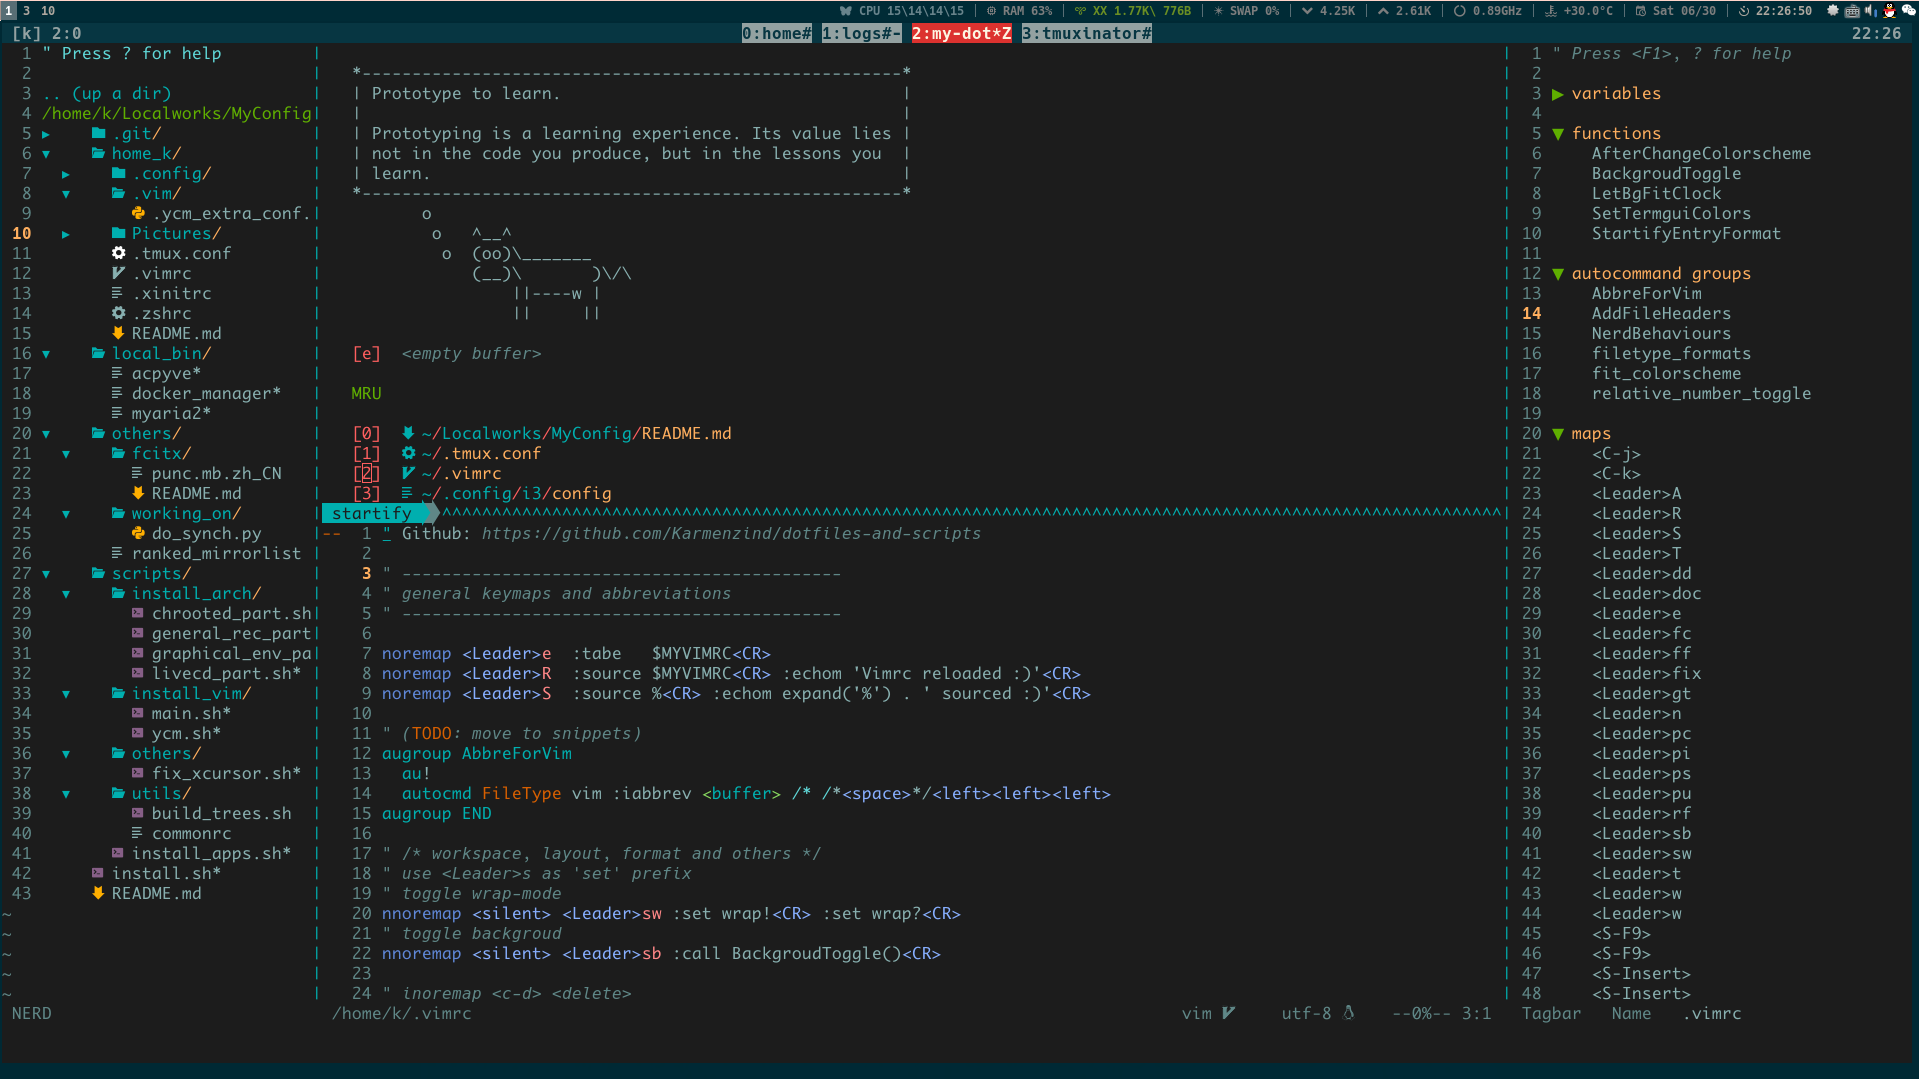 1 3 10 CPU 15\14\14\15 | RAM 63% | XX 1.77K\ 776B | SWAP 0% | 4.25K | 2.61K | 0.89GHz | +30.0°C | Sat 06/30 | 22:26:50
[k] 2:0 0:home# 1:logs#- 2:my-dot*Z 3:tmuxinator# 22:26
1 " Press ? for help
2
3 .. (up a dir)
4 /home/k/Localworks/MyConfig
5 ▸ .git/
6 ▾ home_k/
7 ▸ .config/
8 ▾ .vim/
9 .ycm_extra_conf.
10 ▸ Pictures/
11 .tmux.conf
12 .vimrc
13 .xinitrc
14 .zshrc
15 README.md
16 ▾ local_bin/
17 acpyve*
18 docker_manager*
19 myaria2*
20 ▾ others/
21 ▾ fcitx/
22 punc.mb.zh_CN
23 README.md
24 ▾ working_on/
25 do_synch.py
26 ranked_mirrorlist
27 ▾ scripts/
28 ▾ install_arch/
29 chrooted_part.sh
30 general_rec_part
31 graphical_env_pa
32 livecd_part.sh*
33 ▾ install_vim/
34 main.sh*
35 ycm.sh*
36 ▾ others/
37 fix_xcursor.sh*
38 ▾ utils/
39 build_trees.sh
40 commonrc
41 install_apps.sh*
42 install.sh*
43 README.md
~
~
~
~
~
NERD
*------------------------------------------------------*
| Prototype to learn. |
| |
| Prototyping is a learning experience. Its value lies |
| not in the code you produce, but in the lessons you |
| learn. |
*------------------------------------------------------*
o
o ^__^
o (oo)\_______
(__)\ )\/\
||----w |
|| ||
[e] <empty buffer>
MRU
[0] ~/Localworks/MyConfig/README.md
[1] ~/.tmux.conf
[2] ~/.vimrc
[3] ~/.config/i3/config
startify ^^^^^^^^^^^^^^^^^^^^^^^^^^^^^^^^^^^^^^^^^^^^^^^^^^^^^^^^^^^^^^^^^^^^^^^^^^^^^^^^^^^^^^^^^^^^^^^^^^^^^^^^^^
-- 1 " Github: https://github.com/Karmenzind/dotfiles-and-scripts
2
3 " --------------------------------------------
4 " general keymaps and abbreviations
5 " --------------------------------------------
6
7 noremap <Leader>e :tabe $MYVIMRC<CR>
8 noremap <Leader>R :source $MYVIMRC<CR> :echom 'Vimrc reloaded :)'<CR>
9 noremap <Leader>S :source %<CR> :echom expand('%') . ' sourced :)'<CR>
10
11 " (TODO: move to snippets)
12 augroup AbbreForVim
13 au!
14 autocmd FileType vim :iabbrev <buffer> /* /*<space>*/<left><left><left>
15 augroup END
16
17 " /* workspace, layout, format and others */
18 " use <Leader>s as 'set' prefix
19 " toggle wrap-mode
20 nnoremap <silent> <Leader>sw :set wrap!<CR> :set wrap?<CR>
21 " toggle backgroud
22 nnoremap <silent> <Leader>sb :call BackgroudToggle()<CR>
23
24 " inoremap <c-d> <delete>
/home/k/.vimrc vim utf-8 --0%-- 3:1
1 " Press <F1>, ? for help
2
3 ▶ variables
4
5 ▼ functions
6 AfterChangeColorscheme
7 BackgroudToggle
8 LetBgFitClock
9 SetTermguiColors
10 StartifyEntryFormat
11
12 ▼ autocommand groups
13 AbbreForVim
14 AddFileHeaders
15 NerdBehaviours
16 filetype_formats
17 fit_colorscheme
18 relative_number_toggle
19
20 ▼ maps
21 <C-j>
22 <C-k>
23 <Leader>A
24 <Leader>R
25 <Leader>S
26 <Leader>T
27 <Leader>dd
28 <Leader>doc
29 <Leader>e
30 <Leader>fc
31 <Leader>ff
32 <Leader>fix
33 <Leader>gt
34 <Leader>n
35 <Leader>pc
36 <Leader>pi
37 <Leader>ps
38 <Leader>pu
39 <Leader>rf
40 <Leader>sb
41 <Leader>sw
42 <Leader>t
43 <Leader>w
44 <Leader>w
45 <S-F9>
46 <S-F9>
47 <S-Insert>
48 <S-Insert>
Tagbar Name .vimrc